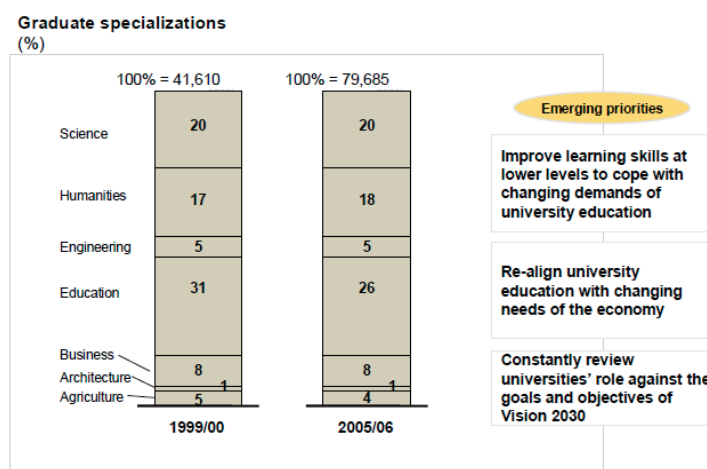 Graduate specializations
(%)
100% = 41,610
100% = 79,685
Science
20
20
Humanities
17
18
Engineering
5
5
Education
31
26
Business
8
8
Architecture
1
1
Agriculture
5
4
1999/00
2005/06
Emerging priorities
Improve learning skills at
lower levels to cope with
changing demands of
university education
Re-align university
education with changing
needs of the economy
Constantly review
universities' role against the
goals and objectives of
Vision 2030